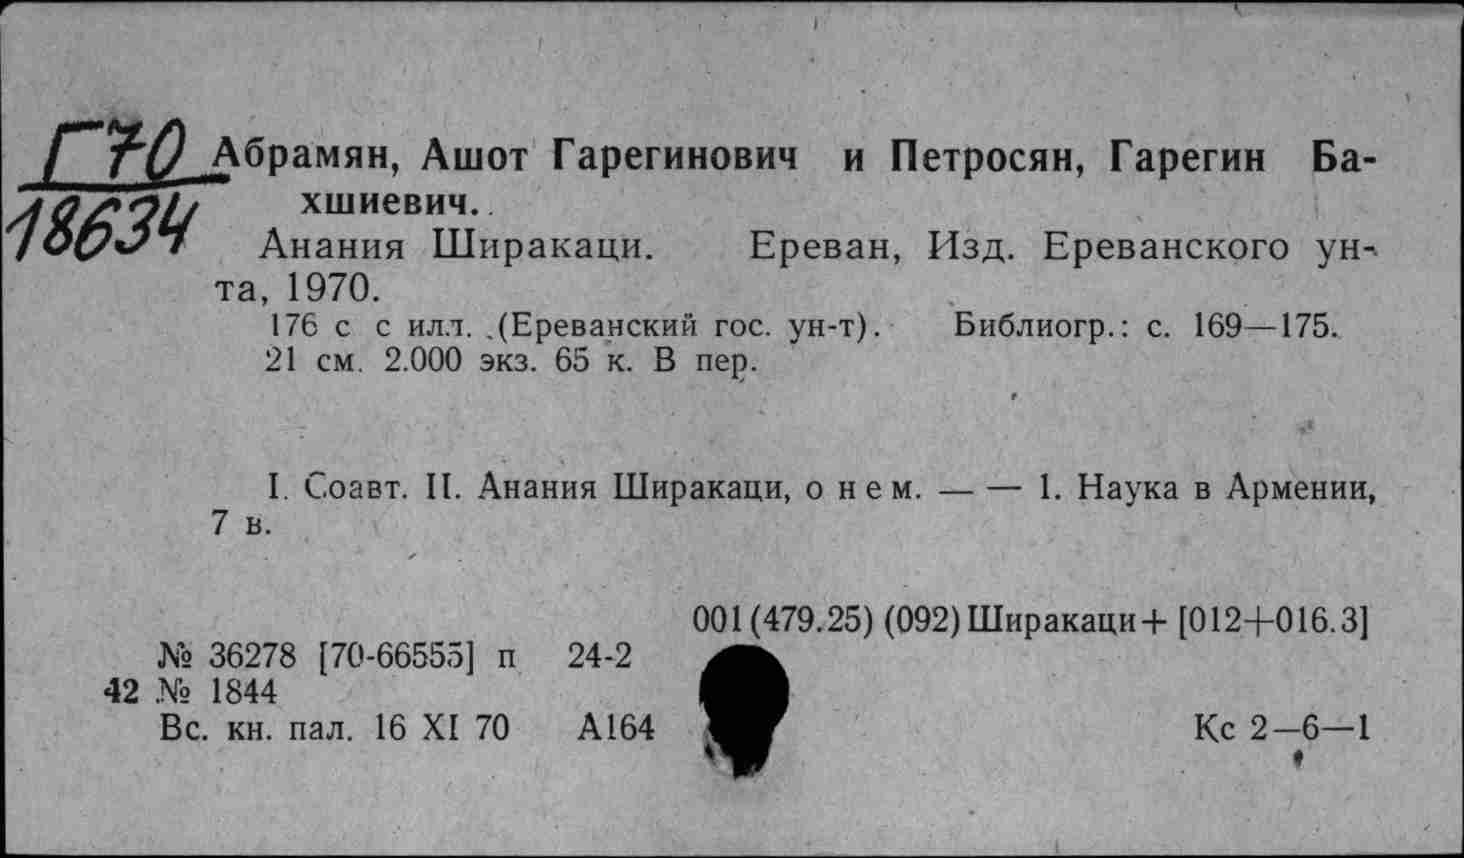 Г70
18634
Абрамян, Ашот Гарегинович и Петросян, Гарегин Ба-
хшиевич.
Анания Ширакаци. Ереван, Изд. Ереванского ун-
та, 1970.
176 с с илл. (Ереванский гос. ун-т). Библиогр.: с. 169—175.
21 см. 2.000 экз. 65 к. В пер.
I. Соавт. II. Анания Ширакаци, о нем. — — 1. Наука в Армении,
7 в.
001 (479.25) (092) Ширакаци + [012+016.3]
№ 36278 [70-66555] п 24-2
42 № 1844
Вс. кн. пал. 16 XI 70 А164
Кс 2—6—1